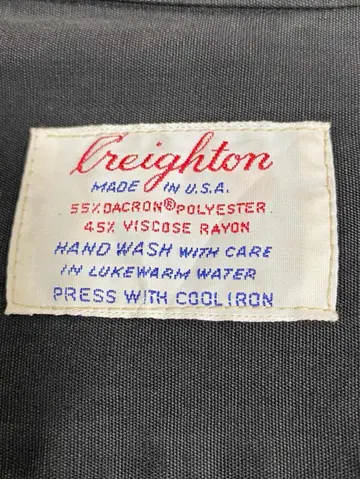 Creighton
MADE IN U.S.A.
55% DACRON® POLYESTER
45% VISCOSE RAYON
HAND WASH WITH CARE
IN LUKEWARM WATER
PRESS WITH COOL IRON